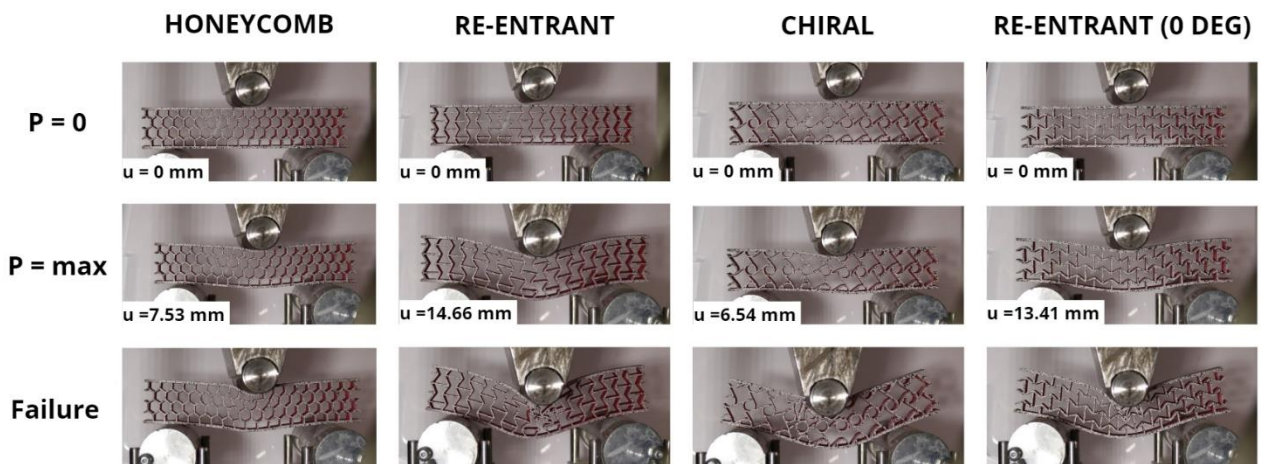 HONEYCOMB RE-ENTRANT CHIRAL RE-ENTRANT (0 DEG)
P = 0
u = 0 mm u = 0 mm u = 0 mm u = 0 mm
P = max
u =7.53 mm u =14.66 mm u =6.54 mm u =13.41 mm
Failure